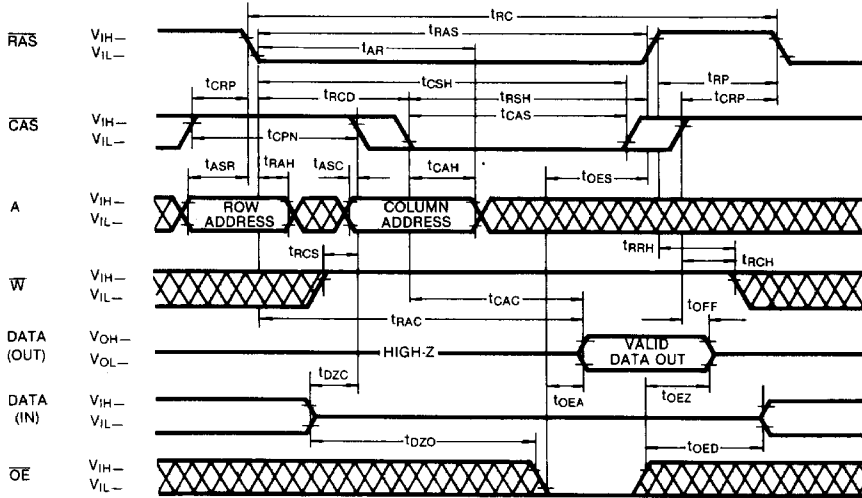 tRC
RAS VIH—
VIL—
tRAS
tAR
tCSH
tRP
tCRP
tRCD
tRSH
tCRP
CAS VIH—
VIL—
tCPN
tCAS
tASR
tRAH
tASC
tCAH
tOES
A VIH—
VIL—
ROW
ADDRESS
COLUMN
ADDRESS
tRCS
tRRH
tRCH
W VIH—
VIL—
tCAC
tOFF
tRAC
DATA
(OUT)
VOH—
VOL—
HIGH-Z
VALID
DATA OUT
tDZC
tOEA
tOEZ
DATA
(IN)
VIH—
VIL—
tDZO
tOED
OE VIH—
VIL—